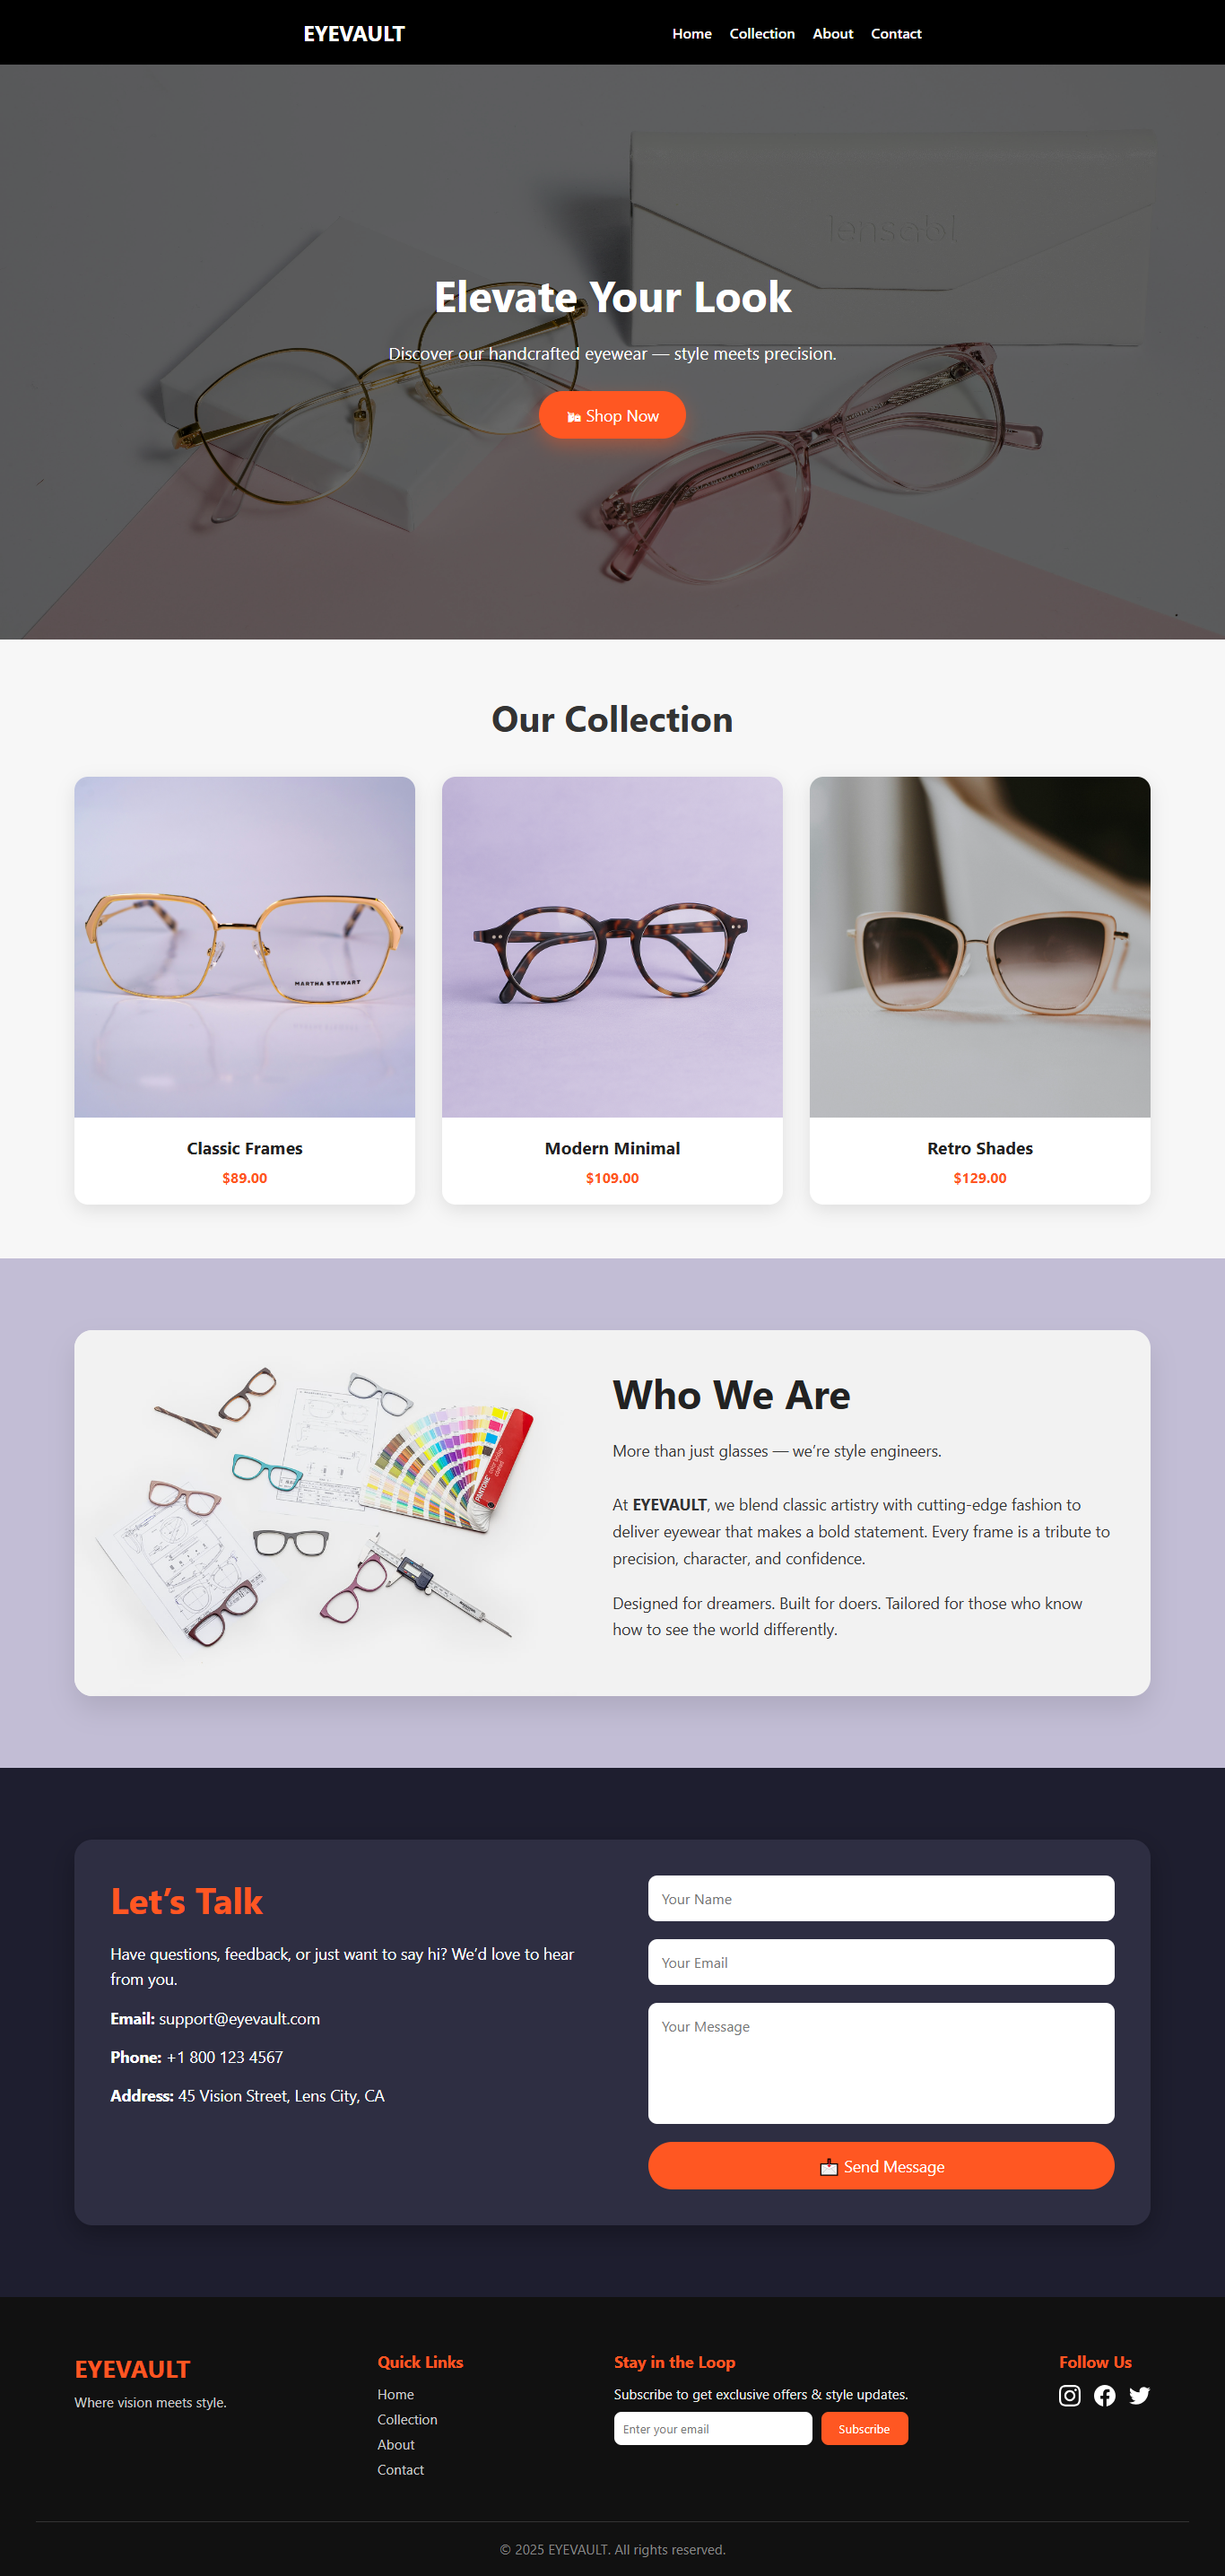 EYEVAULT
Home Collection About Contact
lensabl
Elevate Your Look
Discover our handcrafted eyewear — style meets precision.
Shop Now
Our Collection
MARTHA STEWART
Classic Frames
$89.00
Modern Minimal
$109.00
Retro Shades
$129.00
PANTONE
Who We Are
More than just glasses — we’re style engineers.
At EYEVAULT, we blend classic artistry with cutting-edge fashion to
deliver eyewear that makes a bold statement. Every frame is a tribute to
precision, character, and confidence.
Designed for dreamers. Built for doers. Tailored for those who know
how to see the world differently.
Let’s Talk
Have questions, feedback, or just want to say hi? We’d love to hear
from you.
Email: support@eyevault.com
Phone: +1 800 123 4567
Address: 45 Vision Street, Lens City, CA
Your Name
Your Email
Your Message
Send Message
EYEVAULT
Where vision meets style.
Quick Links
Home
Collection
About
Contact
Stay in the Loop
Subscribe to get exclusive offers & style updates.
Enter your email
Subscribe
Follow Us
© 2025 EYEVAULT. All rights reserved.